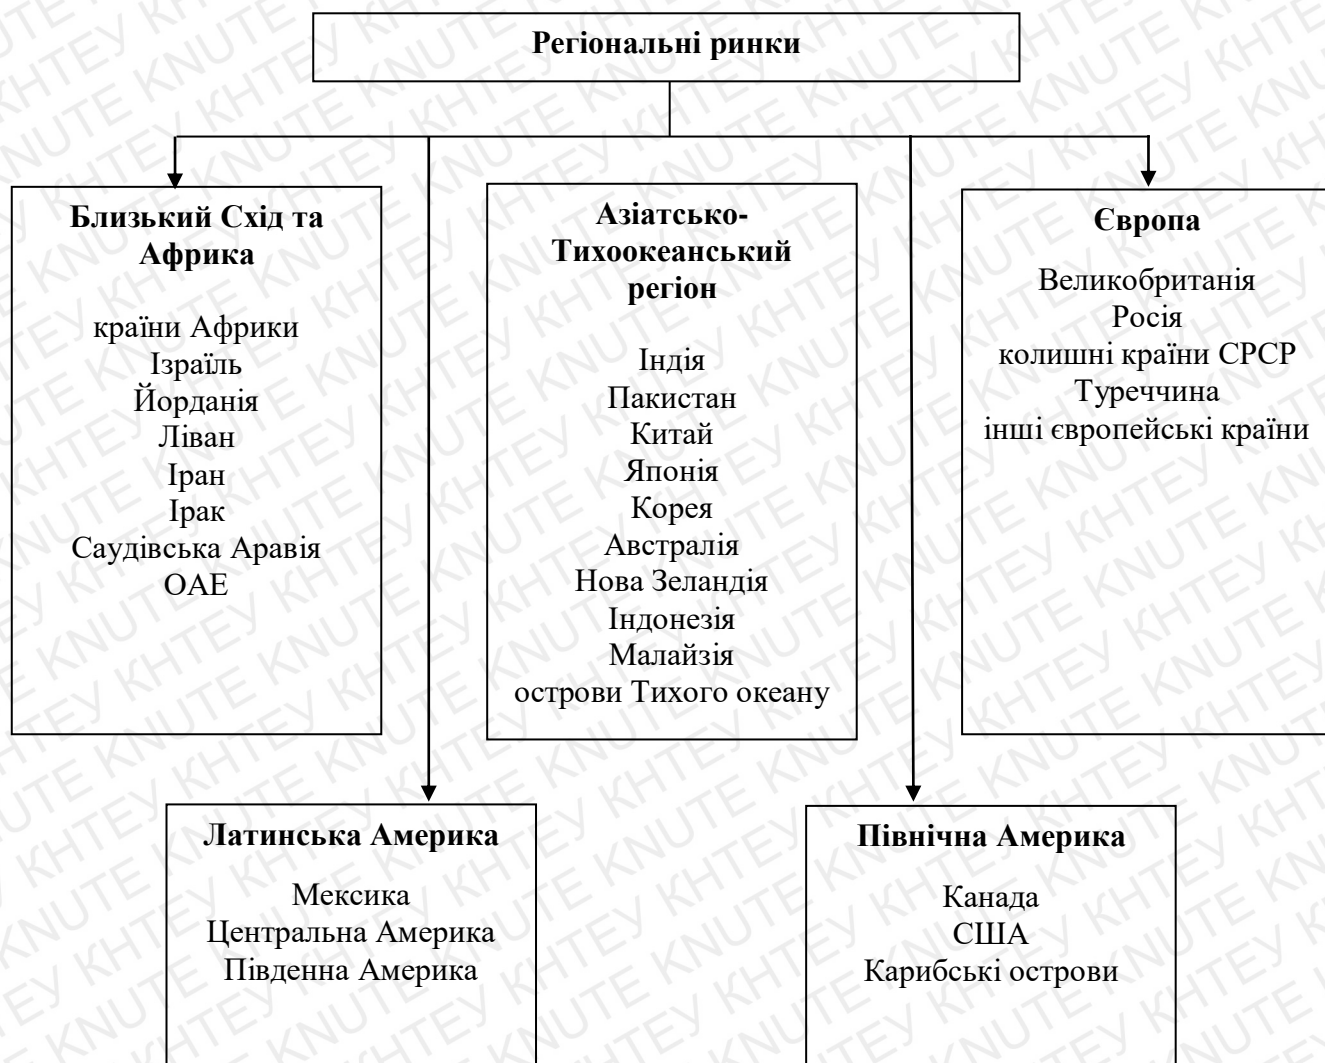 Регіональні ринки
Близький Схід та
Африка
країни Африки
Ізраїль
Йорданія
Ліван
Іран
Ірак
Саудівська Аравія
ОАЕ
Азіатсько-
Тихоокеанський
регіон
Індія
Пакистан
Китай
Японія
Корея
Австралія
Нова Зеландія
Індонезія
Малайзія
острови Тихого океану
Європа
Великобританія
Росія
колишні країни СРСР
Туреччина
інші європейські країни
Латинська Америка
Мексика
Центральна Америка
Південна Америка
Північна Америка
Канада
США
Карибські острови